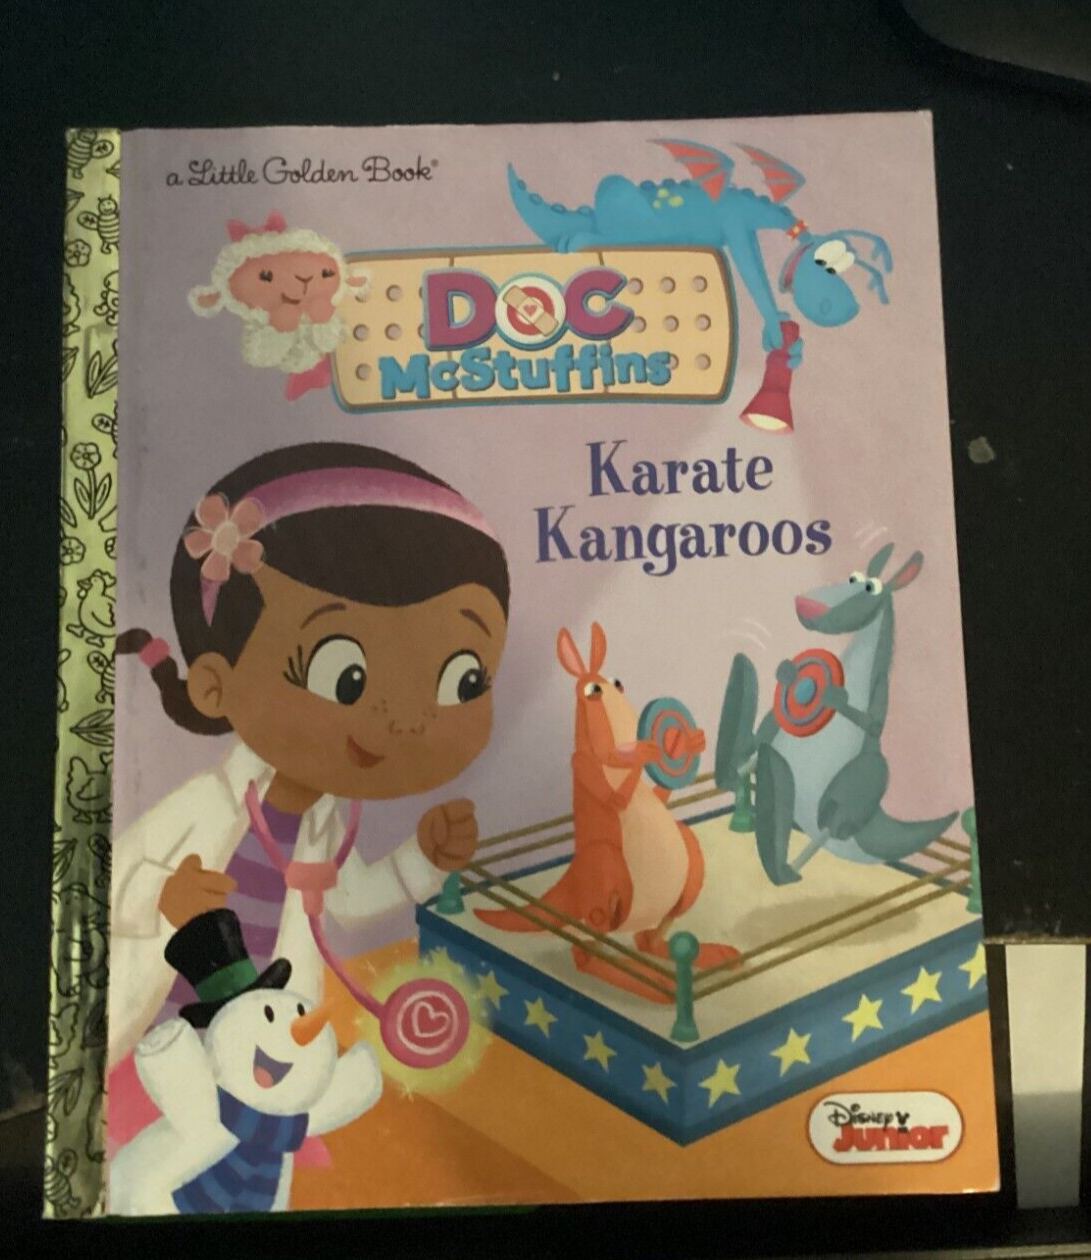 a Little Golden Book®
DOC
McStuffins
Karate
Kangaroos
Disney
Junior